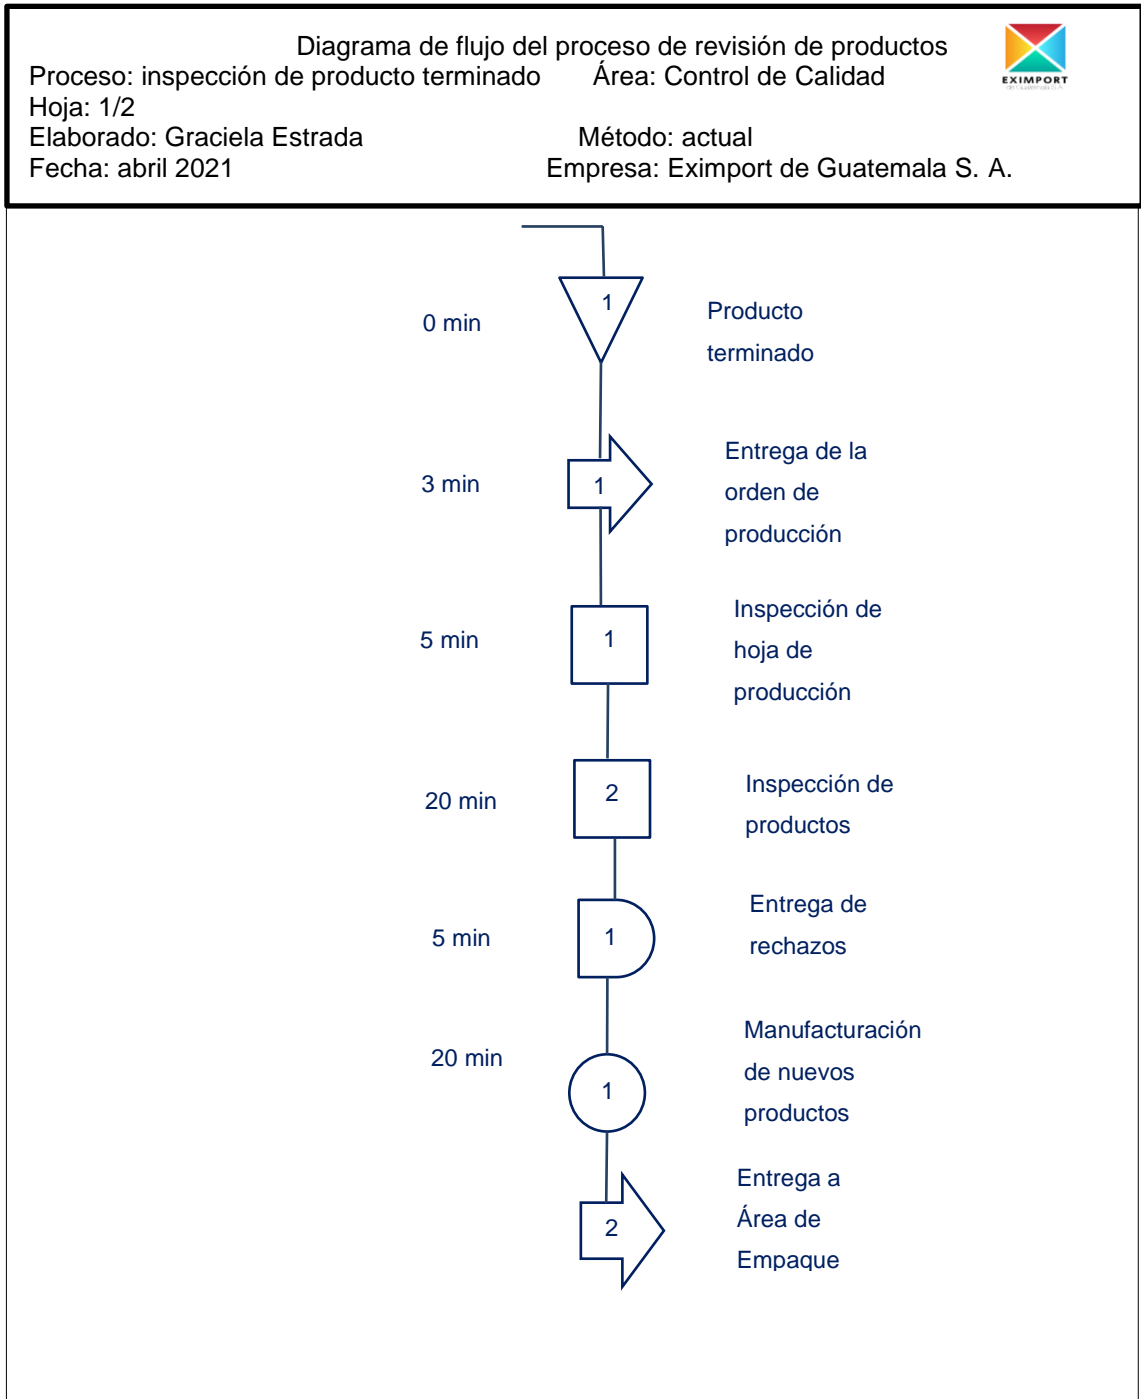 Diagrama de flujo del proceso de revisión de productos
Proceso: inspección de producto terminado Área: Control de Calidad
Hoja: 1/2
Elaborado: Graciela Estrada Método: actual
Fecha: abril 2021 Empresa: Eximport de Guatemala S. A.
EXIMPORT
de Guatemala S.A.
0 min
1
Producto
terminado
3 min
1
Entrega de la
orden de
producción
5 min
1
Inspección de
hoja de
producción
20 min
2
Inspección de
productos
5 min
1
Entrega de
rechazos
20 min
1
Manufacturación
de nuevos
productos
2
Entrega a
Área de
Empaque